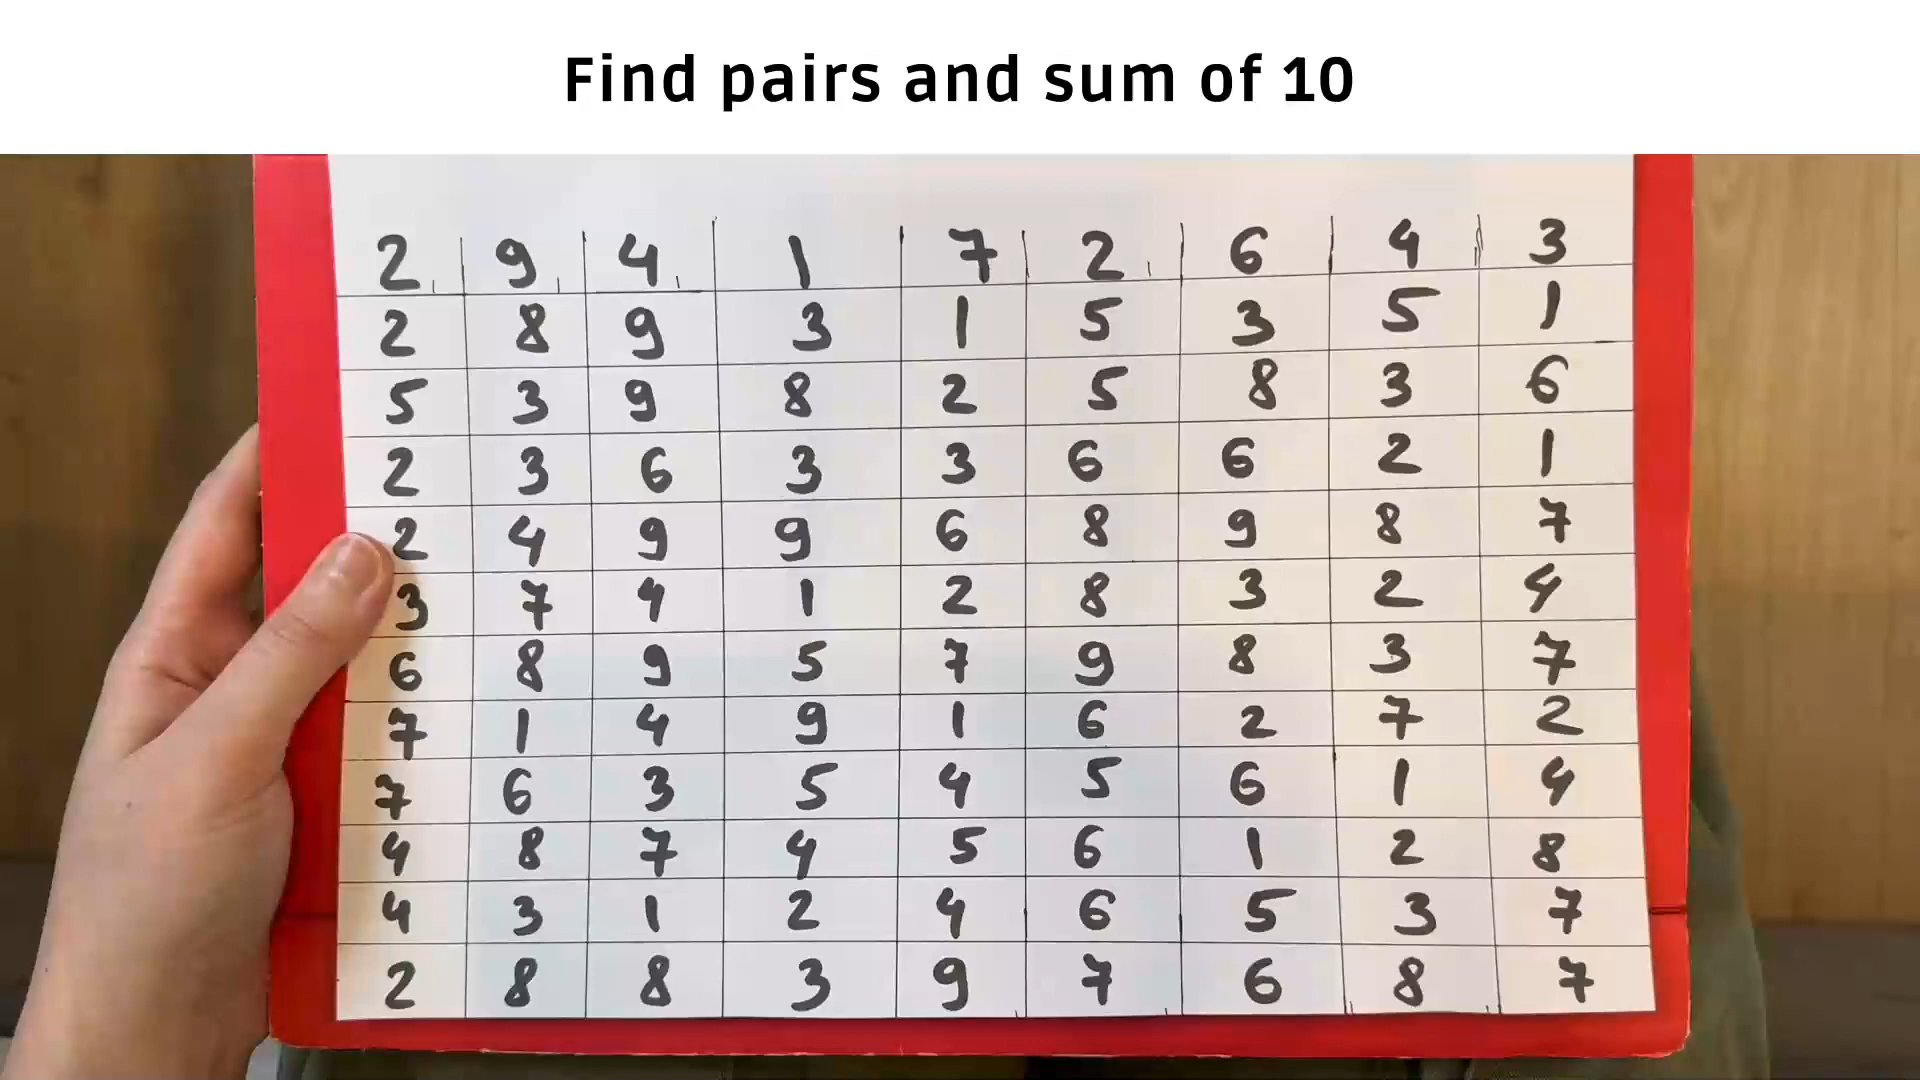 Find pairs and sum of 10
2 9 4 1 7 2 6 4 3
2 8 9 3 1 5 3 5 1
5 3 9 8 2 5 8 3 6
2 3 6 3 3 6 6 2 1
2 4 9 9 6 8 9 8 7
3 7 4 1 2 8 3 2 4
6 8 9 5 7 9 8 3 7
7 1 4 9 1 6 2 7 2
7 6 3 5 4 5 6 1 4
4 8 7 4 5 6 1 2 8
4 3 1 2 4 6 5 3 7
2 8 8 3 9 7 6 8 7